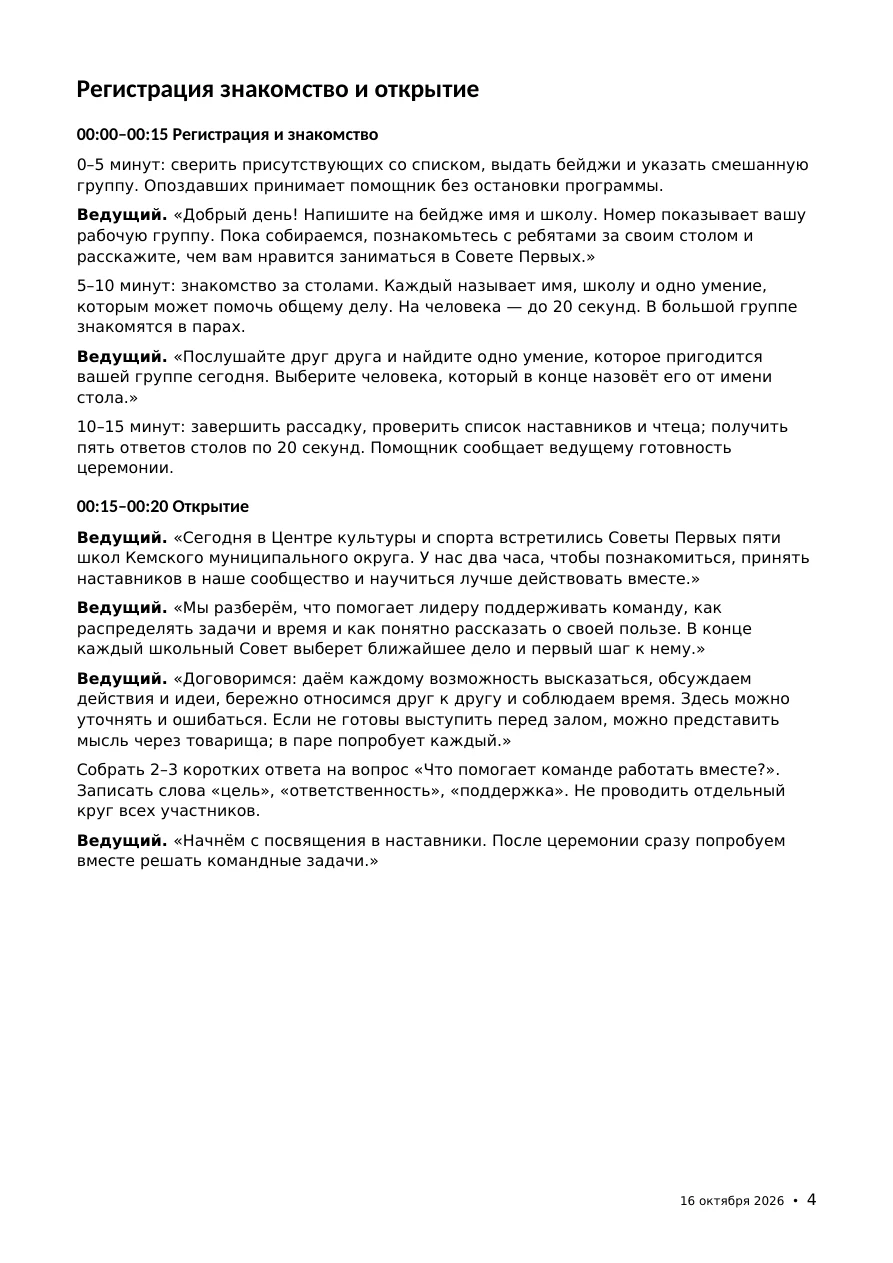 Регистрация знакомство и открытие
00:00–00:15 Регистрация и знакомство
0–5 минут: сверить присутствующих со списком, выдать бейджи и указать смешанную
группу. Опоздавших принимает помощник без остановки программы.
Ведущий. «Добрый день! Напишите на бейдже имя и школу. Номер показывает вашу
рабочую группу. Пока собираемся, познакомьтесь с ребятами за своим столом и
расскажите, чем вам нравится заниматься в Совете Первых.»
5–10 минут: знакомство за столами. Каждый называет имя, школу и одно умение,
которым может помочь общему делу. На человека — до 20 секунд. В большой группе
знакомятся в парах.
Ведущий. «Послушайте друг друга и найдите одно умение, которое пригодится
вашей группе сегодня. Выберите человека, который в конце назовёт его от имени
стола.»
10–15 минут: завершить рассадку, проверить список наставников и чтеца; получить
пять ответов столов по 20 секунд. Помощник сообщает ведущему готовность
церемонии.
00:15–00:20 Открытие
Ведущий. «Сегодня в Центре культуры и спорта встретились Советы Первых пяти
школ Кемского муниципального округа. У нас два часа, чтобы познакомиться, принять
наставников в наше сообщество и научиться лучше действовать вместе.»
Ведущий. «Мы разберём, что помогает лидеру поддерживать команду, как
распределять задачи и время и как понятно рассказать о своей пользе. В конце
каждый школьный Совет выберет ближайшее дело и первый шаг к нему.»
Ведущий. «Договоримся: даём каждому возможность высказаться, обсуждаем
действия и идеи, бережно относимся друг к другу и соблюдаем время. Здесь можно
уточнять и ошибаться. Если не готовы выступить перед залом, можно представить
мысль через товарища; в паре попробует каждый.»
Собрать 2–3 коротких ответа на вопрос «Что помогает команде работать вместе?».
Записать слова «цель», «ответственность», «поддержка». Не проводить отдельный
круг всех участников.
Ведущий. «Начнём с посвящения в наставники. После церемонии сразу попробуем
вместе решать командные задачи.»
16 октября 2026 • 4